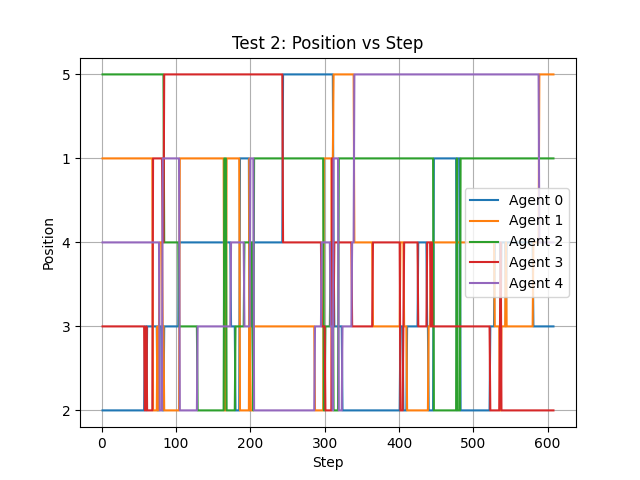 Test 2: Position vs Step
5
1
4
3
2
Position
0
100
200
300
400
500
600
Step
Agent 0
Agent 1
Agent 2
Agent 3
Agent 4